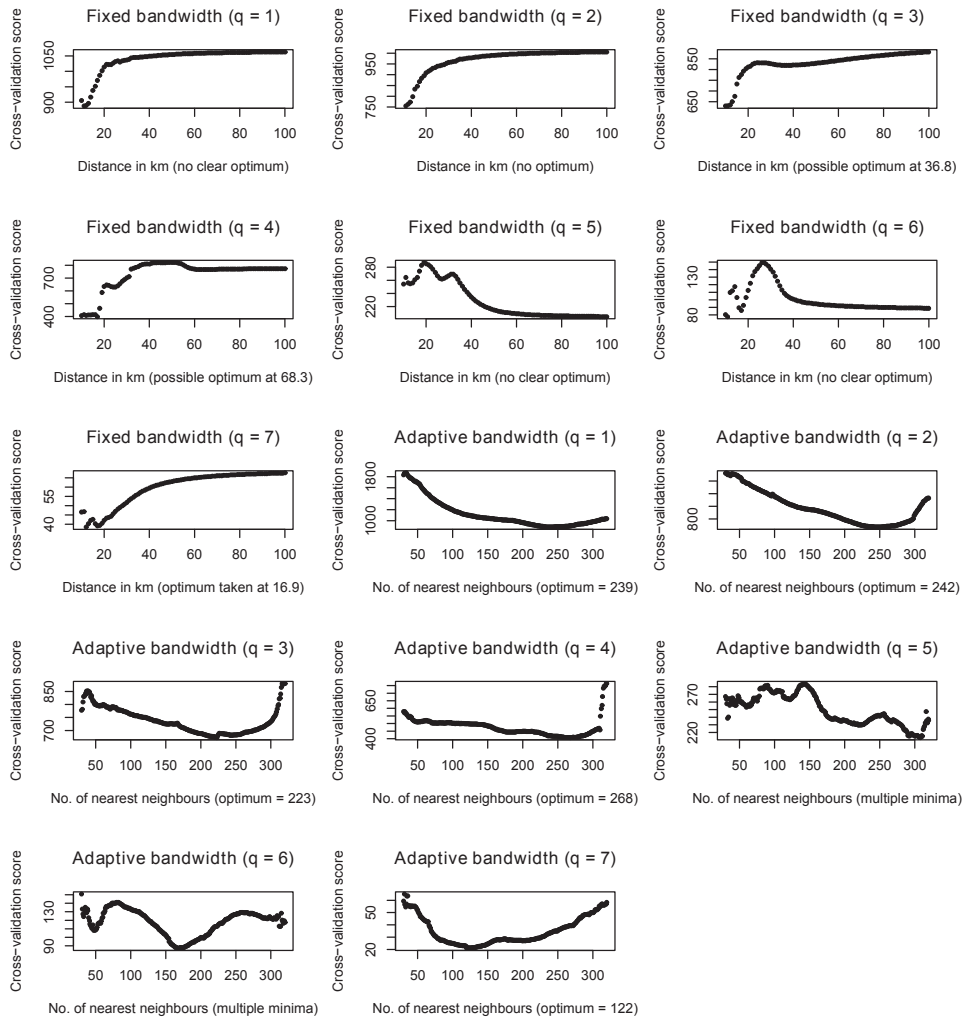 Fixed bandwidth (q = 1)
Cross−validation score
900
1050
20 40 60 80 100
Distance in km (no clear optimum)
Fixed bandwidth (q = 2)
Cross−validation score
750
950
20 40 60 80 100
Distance in km (no optimum)
Fixed bandwidth (q = 3)
Cross−validation score
650
850
20 40 60 80 100
Distance in km (possible optimum at 36.8)
Fixed bandwidth (q = 4)
Cross−validation score
400
700
20 40 60 80 100
Distance in km (possible optimum at 68.3)
Fixed bandwidth (q = 5)
Cross−validation score
220
280
20 40 60 80 100
Distance in km (no clear optimum)
Fixed bandwidth (q = 6)
Cross−validation score
80
130
20 40 60 80 100
Distance in km (no clear optimum)
Fixed bandwidth (q = 7)
Cross−validation score
40
55
20 40 60 80 100
Distance in km (optimum taken at 16.9)
Adaptive bandwidth (q = 1)
Cross−validation score
1000
1800
50 100 150 200 250 300
No. of nearest neighbours (optimum = 239)
Adaptive bandwidth (q = 2)
Cross−validation score
800
50 100 150 200 250 300
No. of nearest neighbours (optimum = 242)
Adaptive bandwidth (q = 3)
Cross−validation score
700
850
50 100 150 200 250 300
No. of nearest neighbours (optimum = 223)
Adaptive bandwidth (q = 4)
Cross−validation score
400
650
50 100 150 200 250 300
No. of nearest neighbours (optimum = 268)
Adaptive bandwidth (q = 5)
Cross−validation score
220
270
50 100 150 200 250 300
No. of nearest neighbours (multiple minima)
Adaptive bandwidth (q = 6)
Cross−validation score
90
130
50 100 150 200 250 300
No. of nearest neighbours (multiple minima)
Adaptive bandwidth (q = 7)
Cross−validation score
20
50
50 100 150 200 250 300
No. of nearest neighbours (optimum = 122)